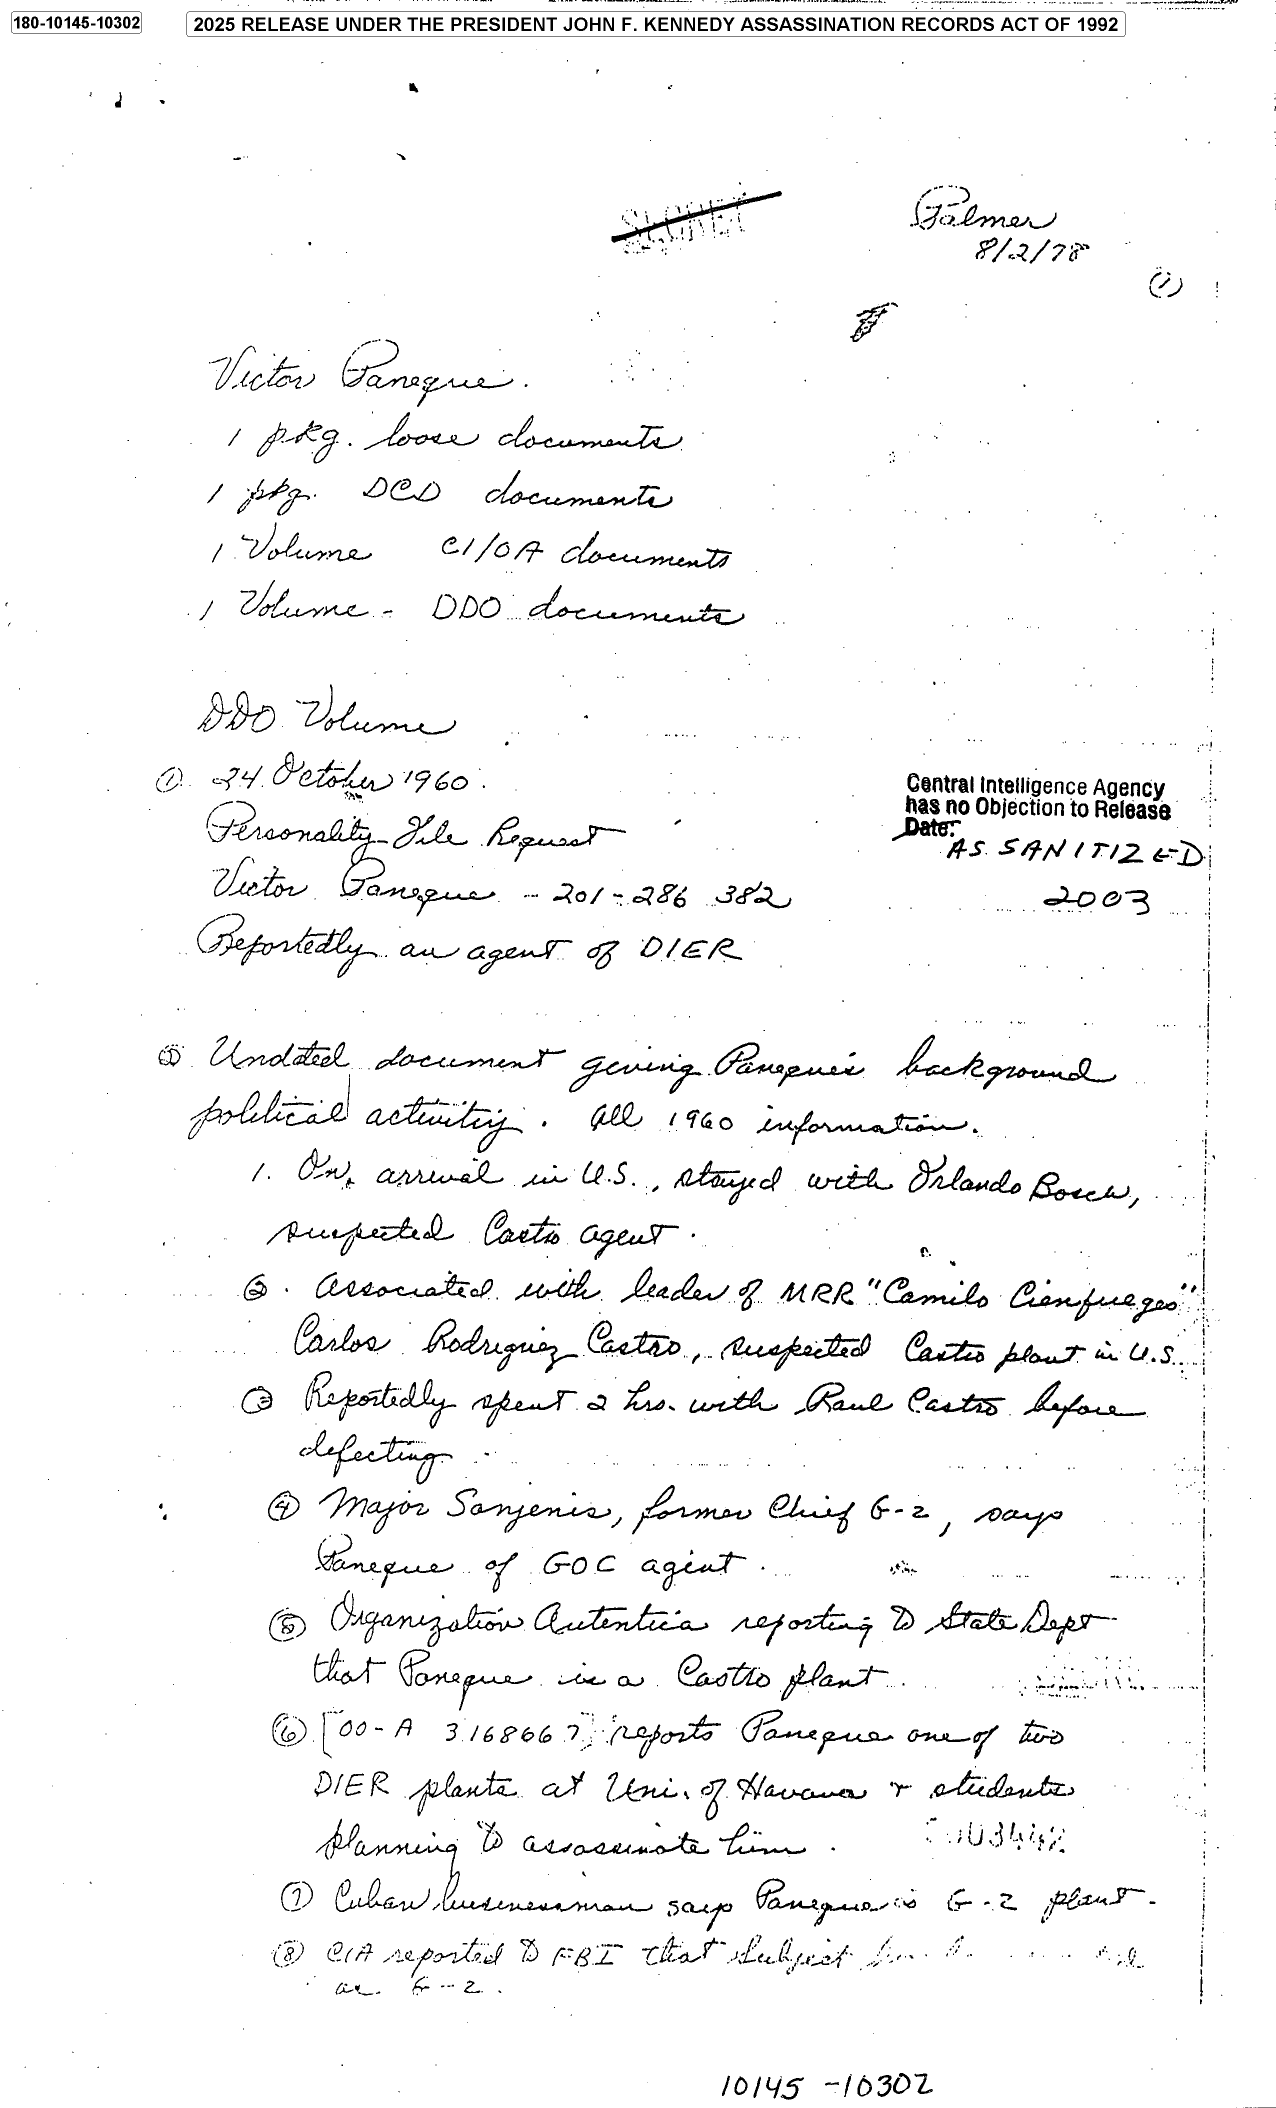 180-10145-10302
2025 RELEASE UNDER THE PRESIDENT JOHN F. KENNEDY ASSASSINATION RECORDS ACT OF 1992
SECRET
Palmer
8/2/78
①
Victor Paneque.
1 pkg. loose documents
1 pkg. DCD documents
1 Volume CI/OA documents
1 Volume - DDO documents
DDO Volume
① 24 October 1960.
Personality File Request
Victor Paneque - 201-286 382
Reportedly an agent of DIER
Central Intelligence Agency
has no Objection to Release
Date:
AS SANITIZED
2003
Undated document giving Paneque's background
political activity. All 1960 information.
1. On arrival in U.S., stayed with Orlando Bosch,
suspected Castro agent.
②. Associated with leader of MRR "Camilo Cienfuegos"
Carlos Rodriguez Castro, suspected Castro plant in U.S.
③ Reportedly spent 2 hrs. with Raul Castro before
defecting.
④ Major Sanjenis, former Chief G-2, says
Paneque of GOC agent.
⑤ Organization Autentica reporting to State Dept
that Paneque is a Castro plant.
⑥ [00-A 3168667] reports Paneque one of two
DIER plants at Uni. of Havana + students
planning to assassinate him.
⑦ Cuban businessman says Paneque is G-2 plant.
⑧ CIA reported to FBI that Subject
as G-2.
10145 -10302